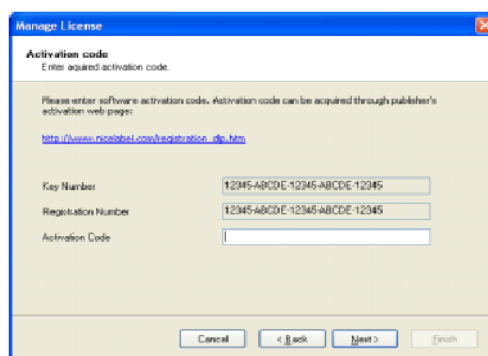 Manage License
Activation code
Enter aquired activation code.
Please enter software activation code. Activation code can be acquired through publisher's
activation web page:
http://www.nicelabel.com/registration_dlp.htm
Key Number 12345-ABCDE-12345-ABCDE-12345
Registration Number 12345-ABCDE-12345-ABCDE-12345
Activation Code
Cancel < Back Next > Finish